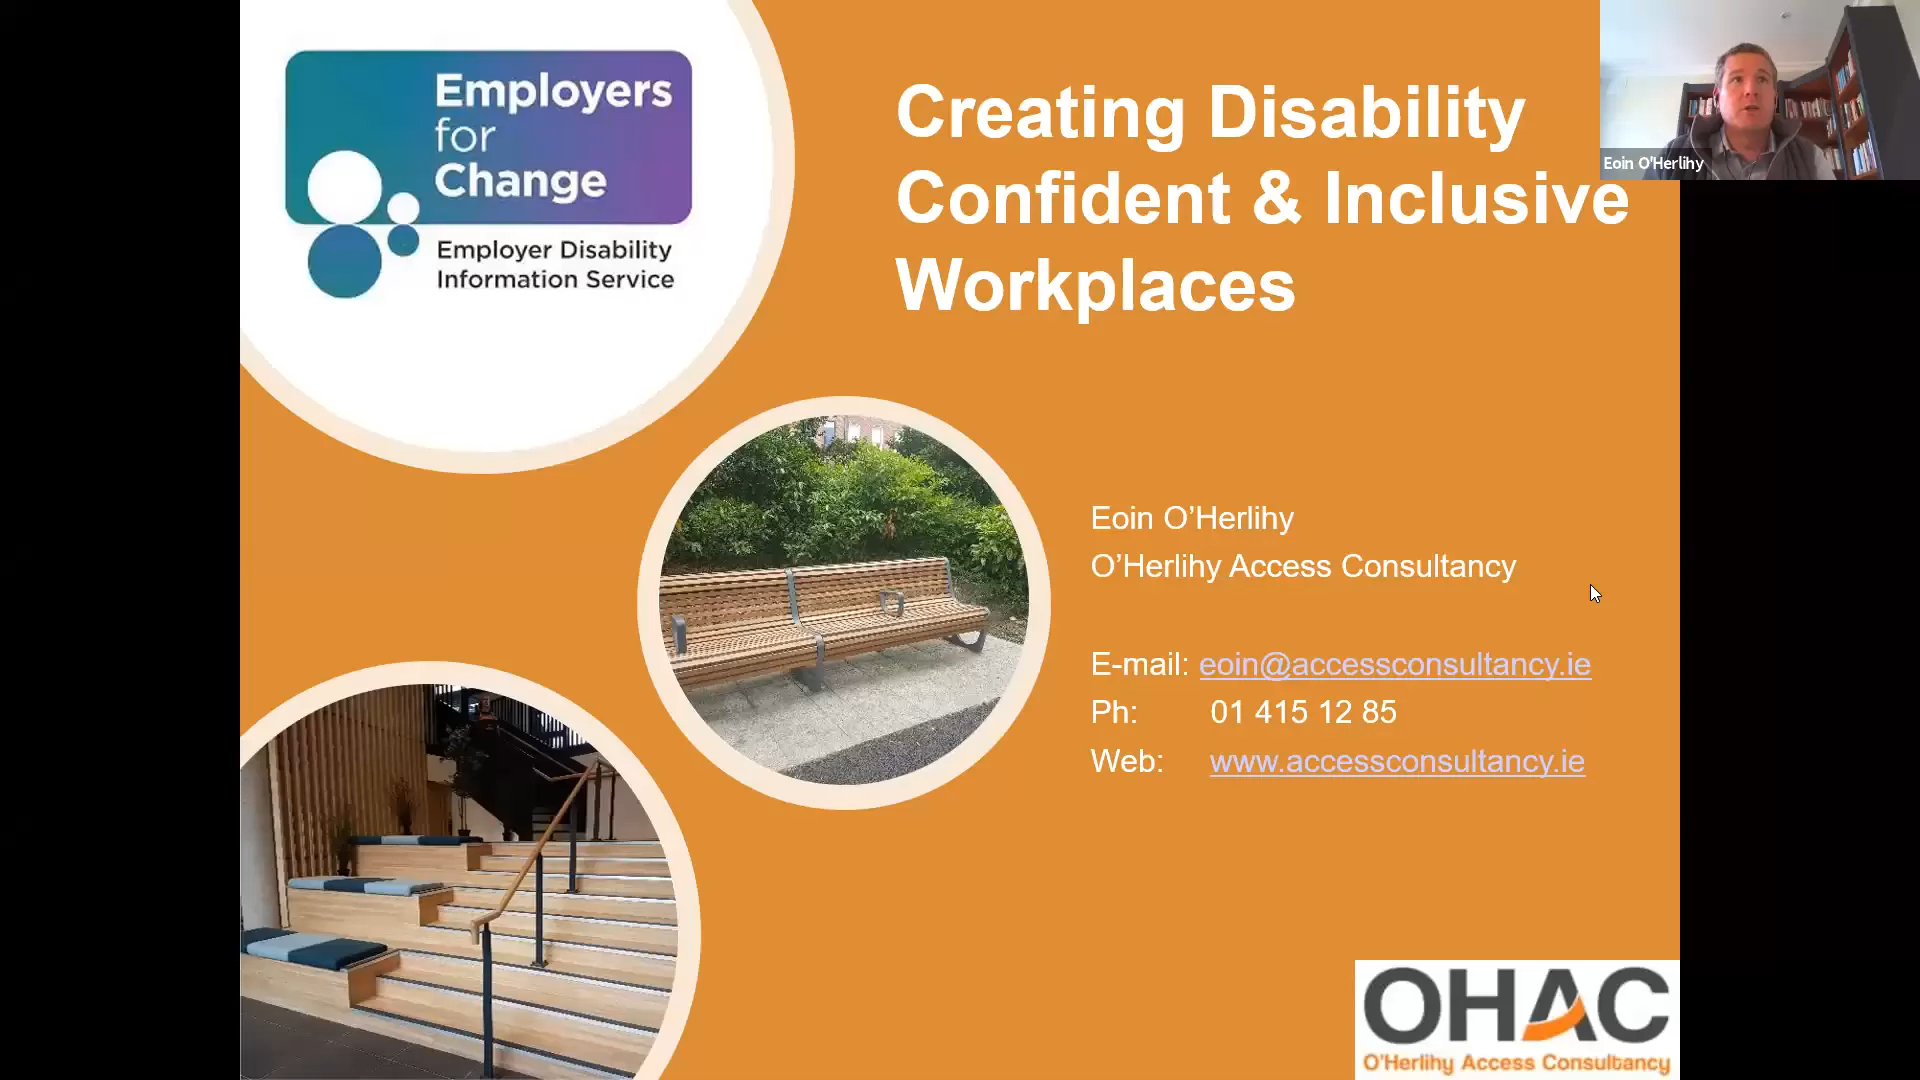 Employers
for
Change
Employer Disability
Information Service
Creating Disability
Confident & Inclusive
Workplaces
Eoin O'Herlihy
Eoin O’Herlihy
O’Herlihy Access Consultancy
E-mail: eoin@accessconsultancy.ie
Ph: 01 415 12 85
Web: www.accessconsultancy.ie
OHAC
O'Herlihy Access Consultancy